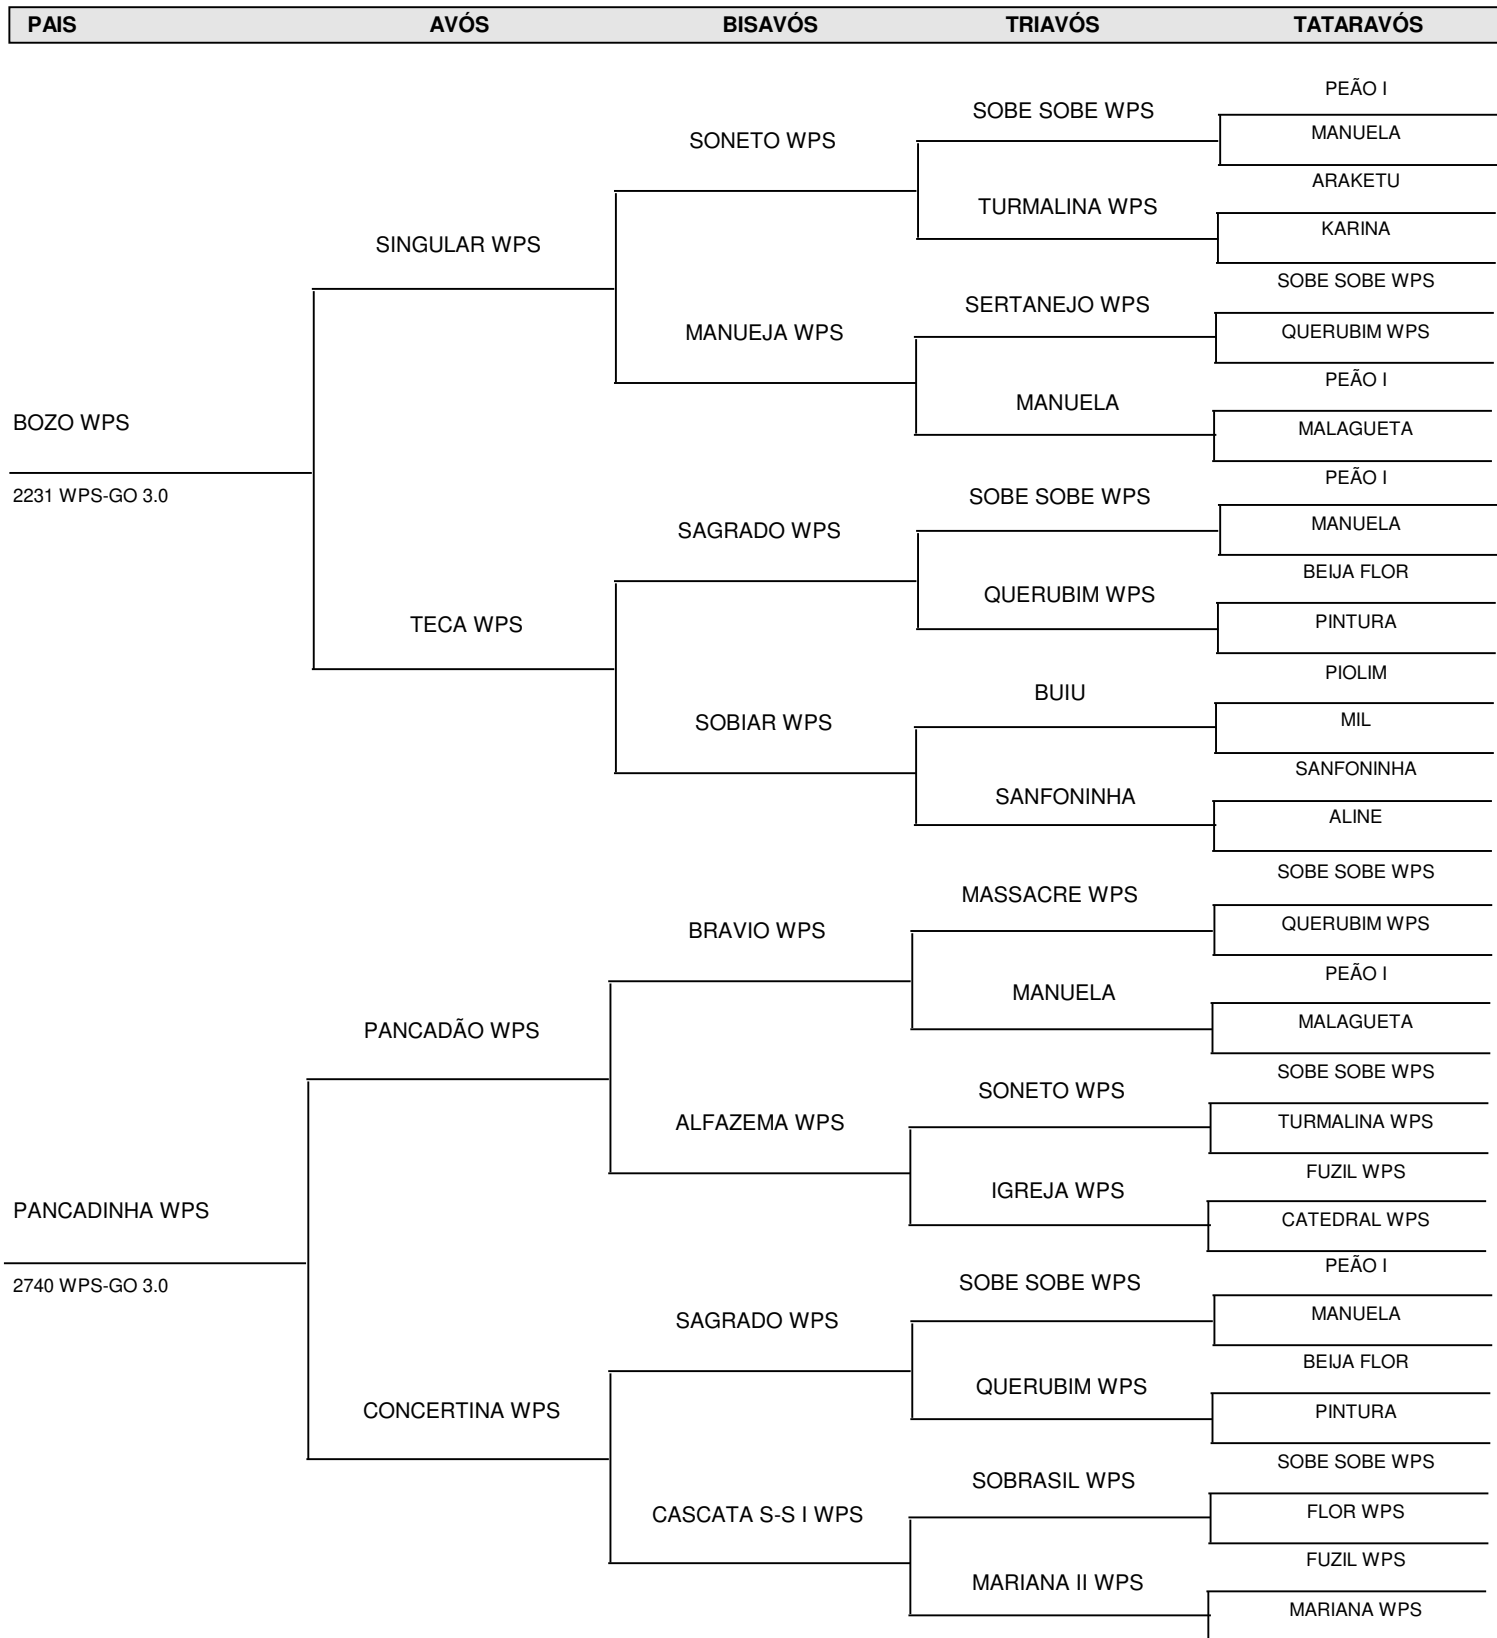 PAIS AVÓS BISAVÓS TRIAVÓS TATARAVÓS
PEÃO I
SOBE SOBE WPS
MANUELA
SONETO WPS
ARAKETU
TURMALINA WPS
KARINA
SINGULAR WPS
SOBE SOBE WPS
SERTANEJO WPS
QUERUBIM WPS
MANUEJA WPS
PEÃO I
MANUELA
MALAGUETA
BOZO WPS
2231 WPS-GO 3.0
PEÃO I
SOBE SOBE WPS
MANUELA
SAGRADO WPS
BEIJA FLOR
QUERUBIM WPS
PINTURA
TECA WPS
PIOLIM
BUIU
MIL
SOBIAR WPS
SANFONINHA
SANFONINHA
ALINE
SOBE SOBE WPS
MASSACRE WPS
QUERUBIM WPS
BRAVIO WPS
PEÃO I
MANUELA
MALAGUETA
PANCADÃO WPS
SOBE SOBE WPS
SONETO WPS
TURMALINA WPS
ALFAZEMA WPS
FUZIL WPS
IGREJA WPS
CATEDRAL WPS
PANCADINHA WPS
2740 WPS-GO 3.0
PEÃO I
SOBE SOBE WPS
MANUELA
SAGRADO WPS
BEIJA FLOR
QUERUBIM WPS
PINTURA
CONCERTINA WPS
SOBE SOBE WPS
SOBRASIL WPS
FLOR WPS
CASCATA S-S I WPS
FUZIL WPS
MARIANA II WPS
MARIANA WPS